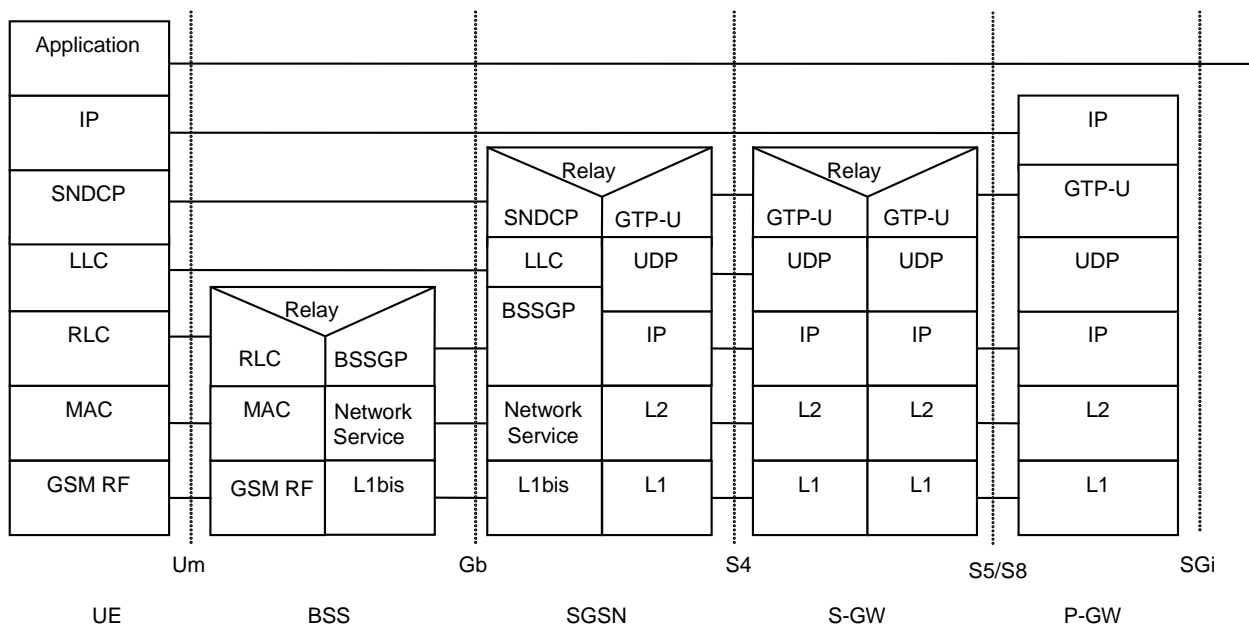 Application
IP
IP
Relay
Relay
SNDCP
GTP-U
SNDCP
GTP-U
GTP-U
GTP-U
LLC
LLC
UDP
UDP
UDP
UDP
Relay
BSSGP
RLC
IP
IP
IP
IP
RLC
BSSGP
MAC
MAC
Network
Service
Network
Service
L2
L2
L2
L2
GSM RF
GSM RF
L1bis
L1bis
L1
L1
L1
L1
Um
Gb
S4
S5/S8
SGi
UE
BSS
SGSN
S-GW
P-GW